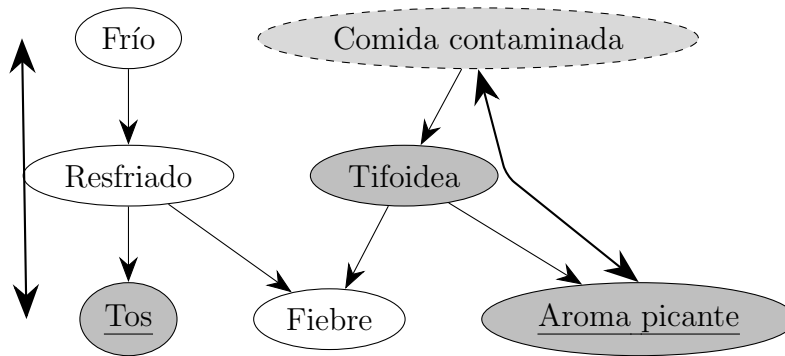 Frío
Comida contaminada
Resfriado
Tifoidea
Tos
Fiebre
Aroma picante